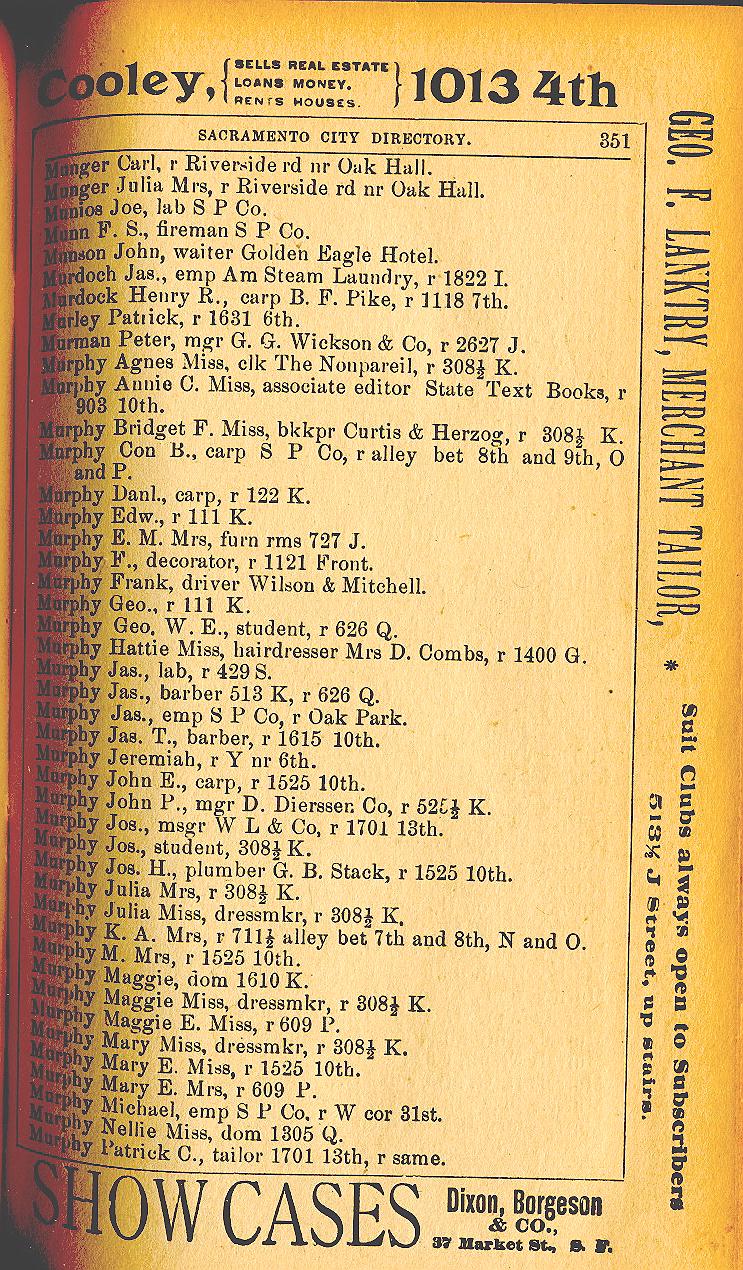 Cooley, { SELLS REAL ESTATE
LOANS MONEY.
RENTS HOUSES. } 1013 4th
SACRAMENTO CITY DIRECTORY. 351
Munger Carl, r Riverside rd nr Oak Hall.
Munger Julia Mrs, r Riverside rd nr Oak Hall.
Munios Joe, lab S P Co.
Munn F. S., fireman S P Co.
Munson John, waiter Golden Eagle Hotel.
Murdoch Jas., emp Am Steam Laundry, r 1822 I.
Murdock Henry R., carp B. F. Pike, r 1118 7th.
Murley Patrick, r 1631 6th.
Murman Peter, mgr G. G. Wickson & Co, r 2627 J.
Murphy Agnes Miss, clk The Nonpareil, r 308½ K.
Murphy Annie C. Miss, associate editor State Text Books, r
903 10th.
Murphy Bridget F. Miss, bkkpr Curtis & Herzog, r 308½ K.
Murphy Con B., carp S P Co, r alley bet 8th and 9th, O
and P.
Murphy Danl., carp, r 122 K.
Murphy Edw., r 111 K.
Murphy E. M. Mrs, furn rms 727 J.
Murphy F., decorator, r 1121 Front.
Murphy Frank, driver Wilson & Mitchell.
Murphy Geo., r 111 K.
Murphy Geo. W. E., student, r 626 Q.
Murphy Hattie Miss, hairdresser Mrs D. Combs, r 1400 G.
Murphy Jas., lab, r 429 S.
Murphy Jas., barber 513 K, r 626 Q.
Murphy Jas., emp S P Co, r Oak Park.
Murphy Jas. T., barber, r 1615 10th.
Murphy Jeremiah, r Y nr 6th.
Murphy John E., carp, r 1525 10th.
Murphy John P., mgr D. Dierssen Co, r 525½ K.
Murphy Jos., msgr W L & Co, r 1701 13th.
Murphy Jos., student, 308½ K.
Murphy Jos. H., plumber G. B. Stack, r 1525 10th.
Murphy Julia Mrs, r 308½ K.
Murphy Julia Miss, dressmkr, r 308½ K.
Murphy K. A. Mrs, r 711½ alley bet 7th and 8th, N and O.
Murphy M. Mrs, r 1525 10th.
Murphy Maggie, dom 1610 K.
Murphy Maggie Miss, dressmkr, r 308½ K.
Murphy Maggie E. Miss, r 609 P.
Murphy Mary Miss, dressmkr, r 308½ K.
Murphy Mary E. Miss, r 1525 10th.
Murphy Mary E. Mrs, r 609 P.
Murphy Michael, emp S P Co, r W cor 31st.
Murphy Nellie Miss, dom 1305 Q.
Murphy Patrick C., tailor 1701 13th, r same.
GEO. F. LANKTRY, MERCHANT TAILOR, * Suit Clubs always open to Subscribers
513½ J Street, up stairs.
SHOW CASES Dixon, Borgeson
& CO.,
37 Market St., S. F.